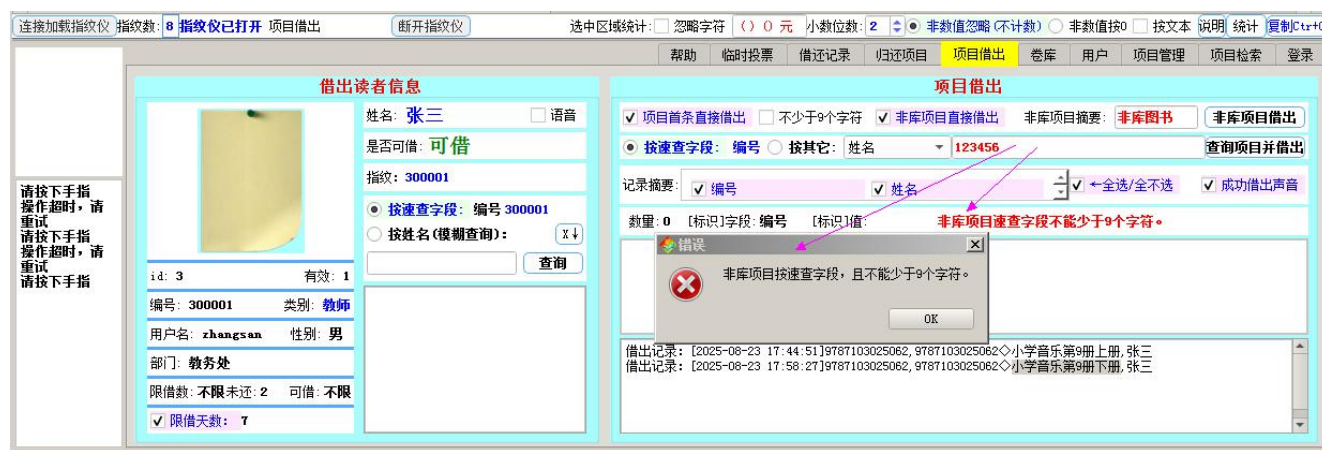 连接加载指纹仪 指纹数: 8 指纹仪已打开 项目借出 断开指纹仪 选中区域统计: 忽略字符 () 0 元 小数位数: 2 非数值忽略(不计数) 非数值按0 按文本 说明 统计 复制Ctr+C
帮助 临时投票 借还记录 归还项目 项目借出 卷库 用户 项目管理 项目检索 登录
请按下手指
操作超时，请
重试
请按下手指
操作超时，请
重试
请按下手指
借出读者信息
姓名: 张三 语音
是否可借: 可借
指纹: 300001
按速查字段: 编号 300001
按姓名(模糊查询): X↓
查询
id: 3 有效: 1
编号: 300001 类别: 教师
用户名: zhangsan 性别: 男
部门: 教务处
限借数: 不限 未还: 2 可借: 不限
限借天数: 7
项目借出
项目首条直接借出 不少于9个字符 非库项目直接借出 非库项目摘要: 非库图书 非库项目借出
按速查字段: 编号 按其它: 姓名 123456 查询项目并借出
记录摘要: 编号 姓名 ←全选/全不选 成功借出声音
数量: 0 [标识]字段: 编号 [标识]值: 非库项目速查字段不能少于9个字符。
错误
非库项目按速查字段，且不能少于9个字符。
OK
借出记录: [2025-08-23 17:44:51]9787103025062,9787103025062◇小学音乐第9册上册,张三
借出记录: [2025-08-23 17:58:27]9787103025062,9787103025062◇小学音乐第9册下册,张三